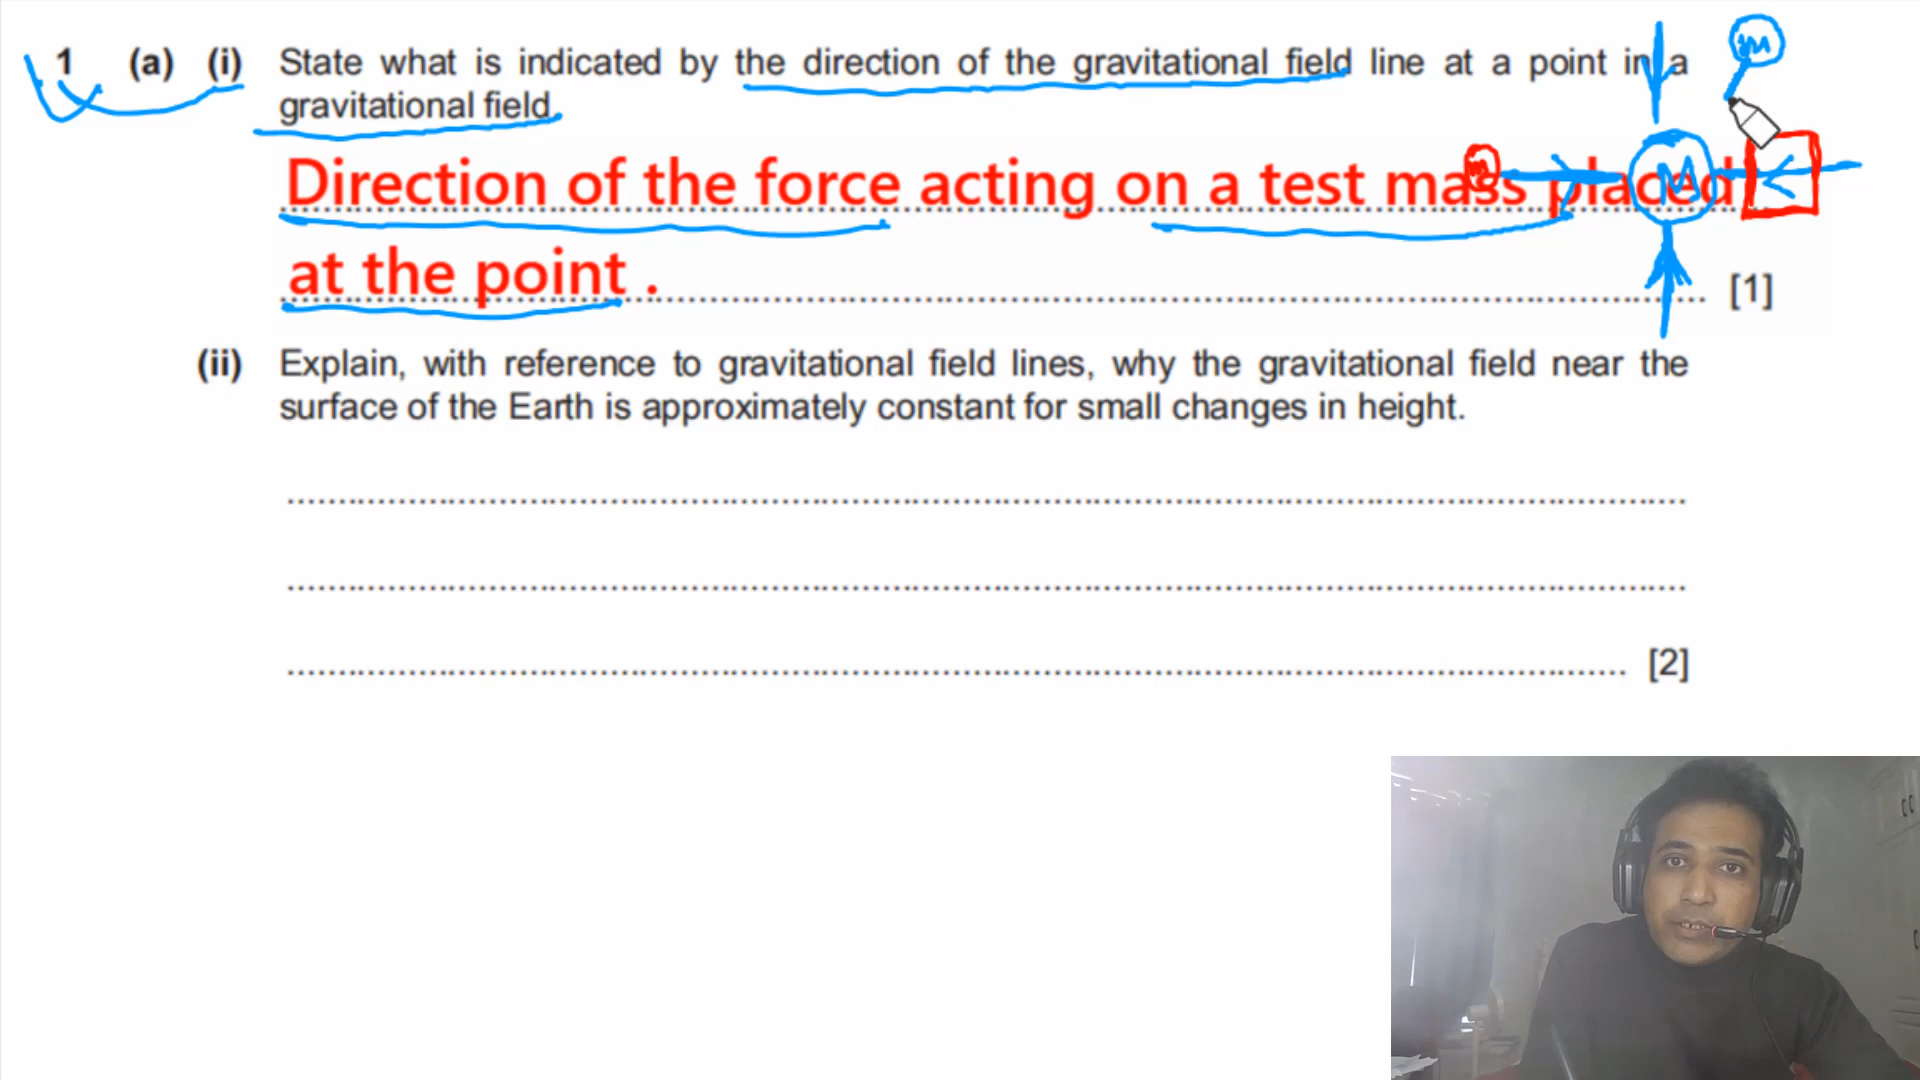 1 (a) (i) State what is indicated by the direction of the gravitational field line at a point in a
gravitational field.
Direction of the force acting on a test mass placed
at the point .
[1]
(ii) Explain, with reference to gravitational field lines, why the gravitational field near the
surface of the Earth is approximately constant for small changes in height.
[2]
m
m
M